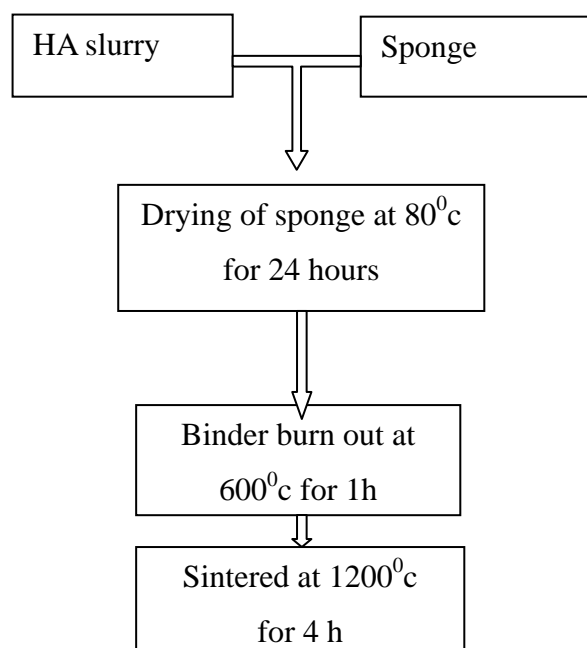 HA slurry
Sponge
Drying of sponge at 80⁰c
for 24 hours
Binder burn out at
600⁰c for 1h
Sintered at 1200⁰c
for 4 h